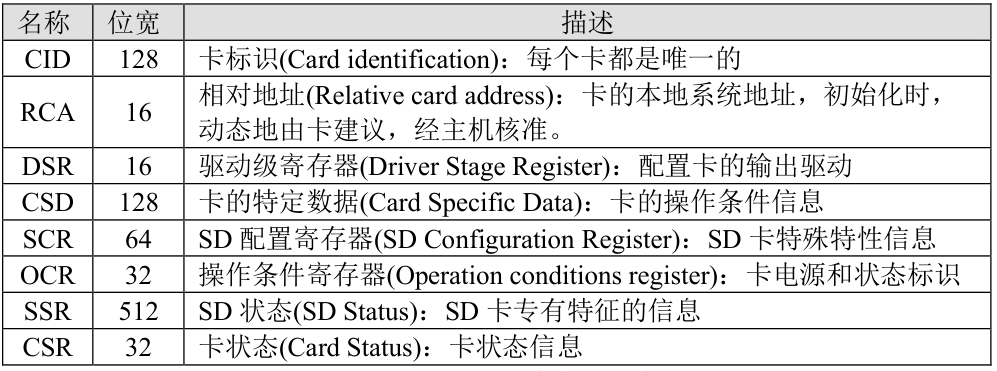 名称 位宽 描述
CID 128 卡标识(Card identification)：每个卡都是唯一的
RCA 16 相对地址(Relative card address)：卡的本地系统地址，初始化时，
动态地由卡建议，经主机核准。
DSR 16 驱动级寄存器(Driver Stage Register)：配置卡的输出驱动
CSD 128 卡的特定数据(Card Specific Data)：卡的操作条件信息
SCR 64 SD 配置寄存器(SD Configuration Register)：SD 卡特殊特性信息
OCR 32 操作条件寄存器(Operation conditions register)：卡电源和状态标识
SSR 512 SD 状态(SD Status)：SD 卡专有特征的信息
CSR 32 卡状态(Card Status)：卡状态信息